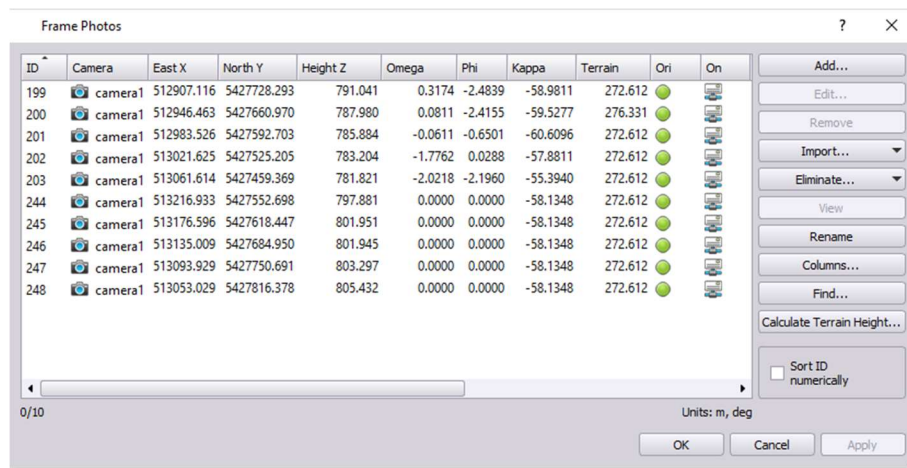 Frame Photos ? ×
ID Camera East X North Y Height Z Omega Phi Kappa Terrain Ori On
199 camera1 512907.116 5427728.293 791.041 0.3174 -2.4839 -58.9811 272.612
200 camera1 512946.463 5427660.970 787.980 0.0811 -2.4155 -59.5277 276.331
201 camera1 512983.526 5427592.703 785.884 -0.0611 -0.6501 -60.6096 272.612
202 camera1 513021.625 5427525.205 783.204 -1.7762 0.0288 -57.8811 272.612
203 camera1 513061.614 5427459.369 781.821 -2.0218 -2.1960 -55.3940 272.612
244 camera1 513216.933 5427552.698 797.881 0.0000 0.0000 -58.1348 272.612
245 camera1 513176.596 5427618.447 801.951 0.0000 0.0000 -58.1348 272.612
246 camera1 513135.009 5427684.950 801.945 0.0000 0.0000 -58.1348 272.612
247 camera1 513093.929 5427750.691 803.297 0.0000 0.0000 -58.1348 272.612
248 camera1 513053.029 5427816.378 805.432 0.0000 0.0000 -58.1348 272.612
Add...
Edit...
Remove
Import...
Eliminate...
View
Rename
Columns...
Find...
Calculate Terrain Height...
Sort ID
numerically
0/10 Units: m, deg
OK Cancel Apply